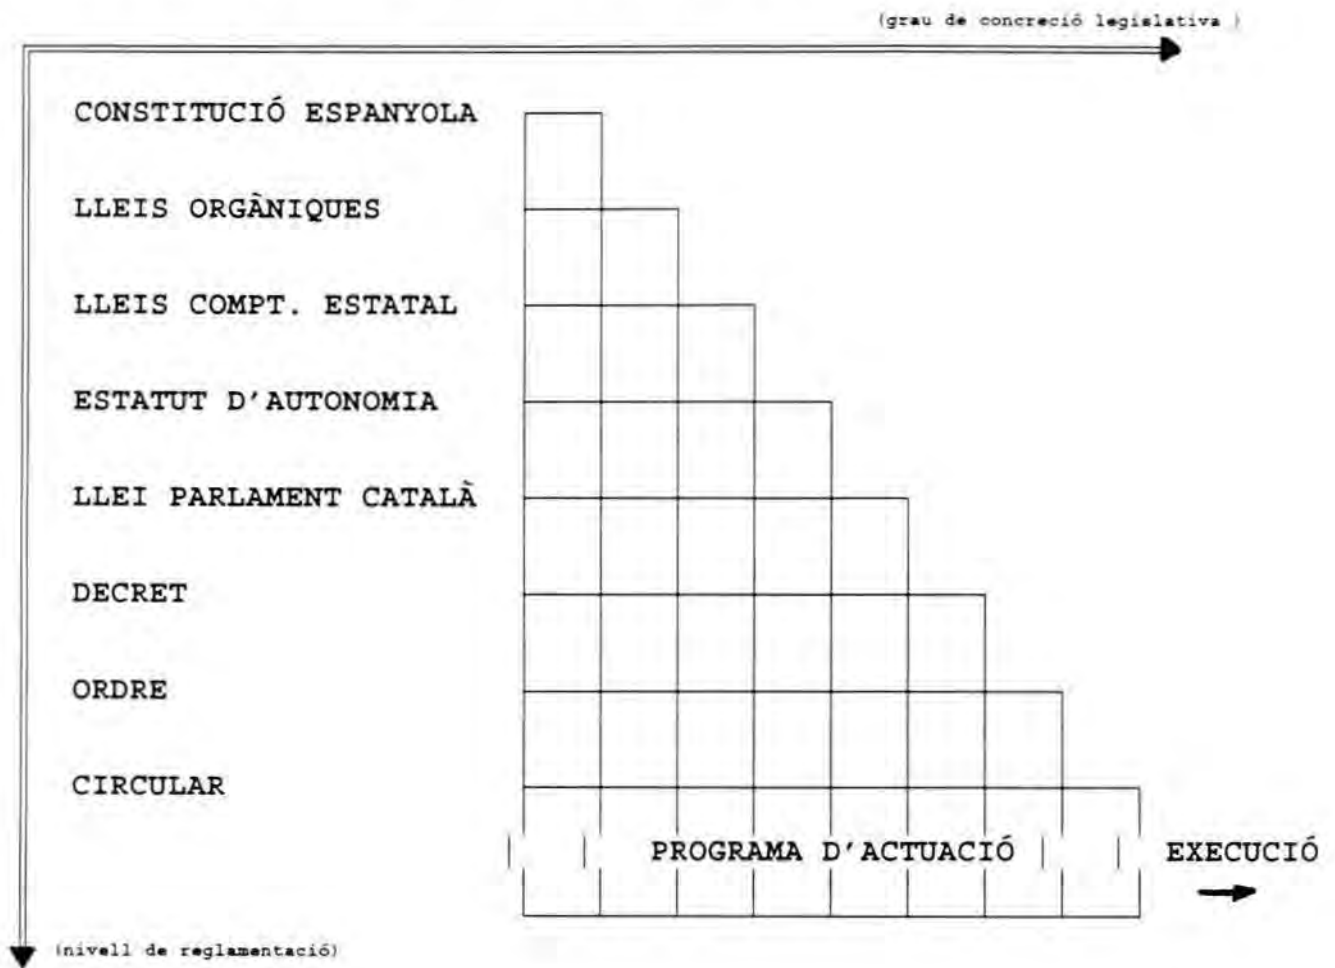 (grau de concreció legislativa )
CONSTITUCIÓ ESPANYOLA
LLEIS ORGÀNIQUES
LLEIS COMPT. ESTATAL
ESTATUT D'AUTONOMIA
LLEI PARLAMENT CATALÀ
DECRET
ORDRE
CIRCULAR
PROGRAMA D'ACTUACIÓ
EXECUCIÓ
(nivell de reglamentació)